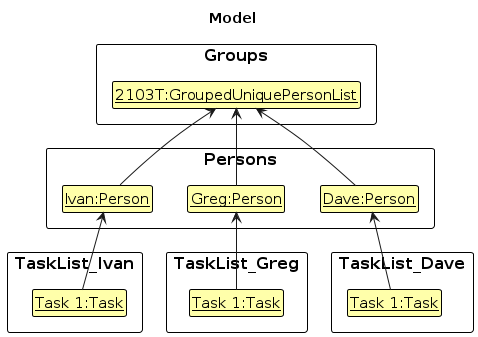 Model
Groups
2103T:GroupedUniquePersonList
Persons
Ivan:Person
Greg:Person
Dave:Person
TaskList_Ivan
TaskList_Greg
TaskList_Dave
Task 1:Task
Task 1:Task
Task 1:Task